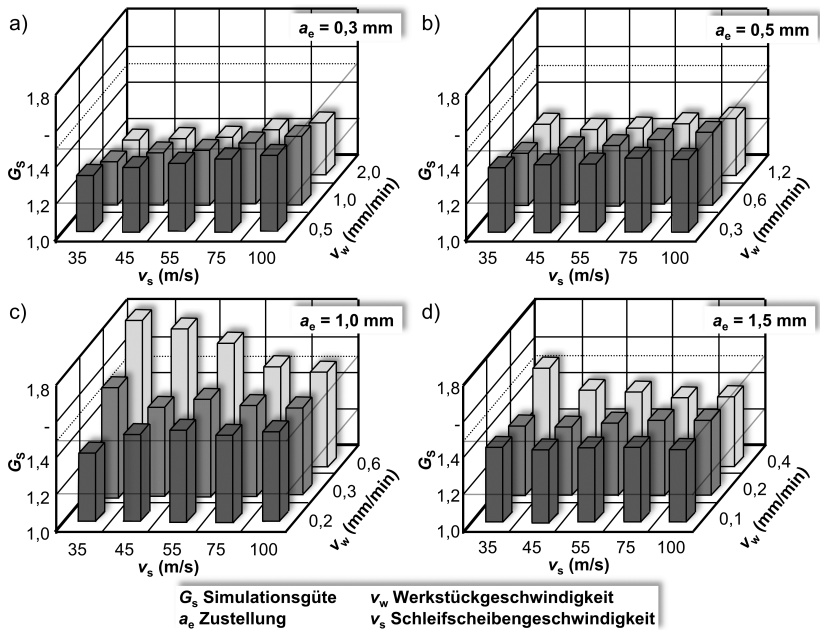 a)
aₑ = 0,3 mm
1,8
-
1,4
1,2
1,0
G_S
35 45 55 75 100
v_s (m/s)
0,5 1,0 2,0
v_w (mm/min)
b)
aₑ = 0,5 mm
1,8
-
1,4
1,2
1,0
G_S
35 45 55 75 100
v_s (m/s)
0,3 0,6 1,2
v_w (mm/min)
c)
aₑ = 1,0 mm
1,8
-
1,4
1,2
1,0
G_S
35 45 55 75 100
v_s (m/s)
0,2 0,3 0,6
v_w (mm/min)
d)
aₑ = 1,5 mm
1,8
-
1,4
1,2
1,0
G_S
35 45 55 75 100
v_s (m/s)
0,1 0,2 0,4
v_w (mm/min)
G_S Simulationsgüte v_w Werkstückgeschwindigkeit
aₑ Zustellung v_s Schleifscheibengeschwindigkeit